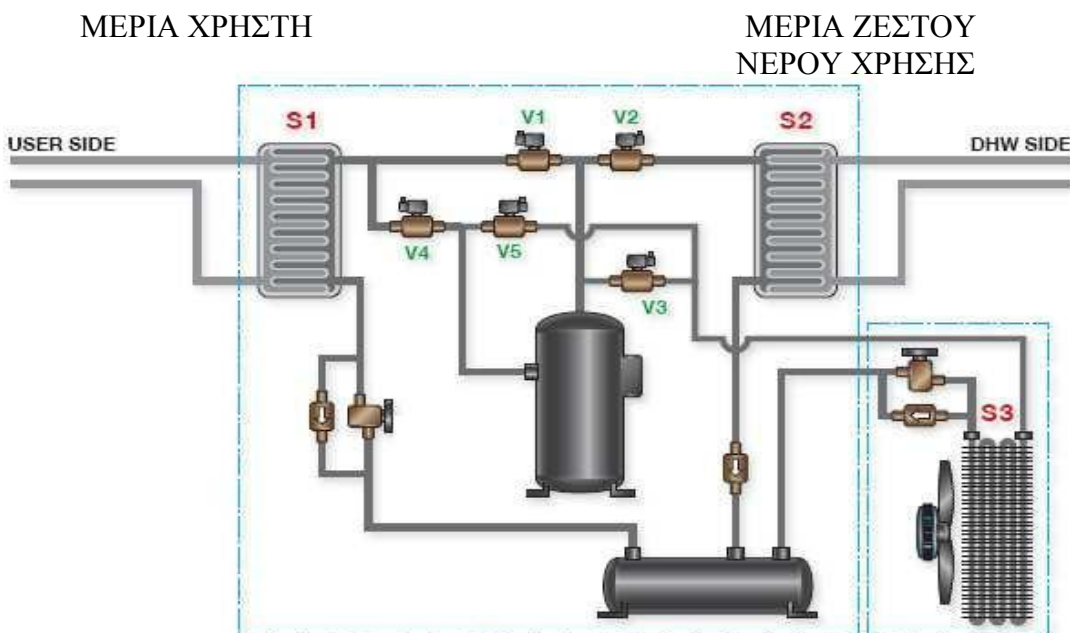 ΜΕΡΙΑ ΧΡΗΣΤΗ
ΜΕΡΙΑ ΖΕΣΤΟΥ
ΝΕΡΟΥ ΧΡΗΣΗΣ
S1
V1
V2
S2
USER SIDE
DHW SIDE
V4
V5
V3
S3